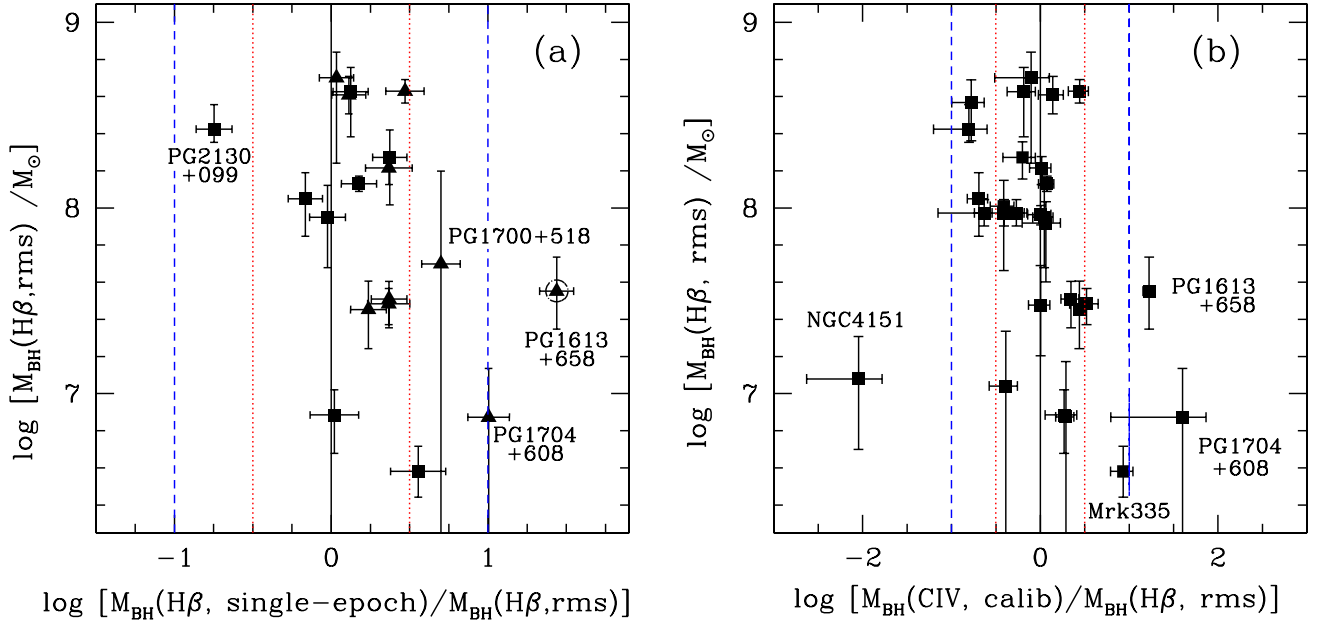 (a)
9
8
7
log [M_BH(Hβ,rms) /M_⊙]
PG2130
+099
PG1700+518
PG1613
+658
PG1704
+608
−1 0 1
log [M_BH(Hβ, single−epoch)/M_BH(Hβ,rms)]
(b)
9
8
7
log [M_BH(Hβ, rms) /M_⊙]
PG1613
+658
NGC4151
PG1704
+608
Mrk335
−2 0 2
log [M_BH(CIV, calib)/M_BH(Hβ, rms)]